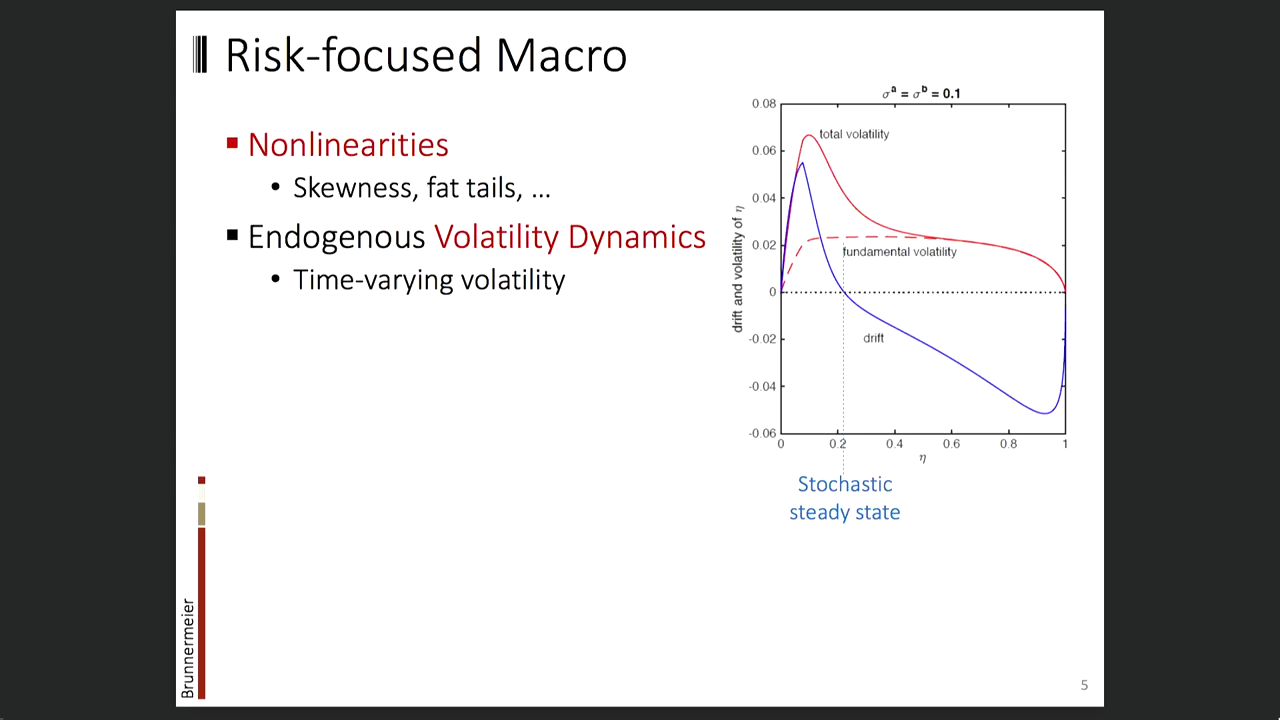 Risk-focused Macro
Nonlinearities
• Skewness, fat tails, ...
Endogenous Volatility Dynamics
• Time-varying volatility
σᵃ = σᵇ = 0.1
0.08
0.06
0.04
0.02
0
-0.02
-0.04
-0.06
drift and volatility of η
total volatility
fundamental volatility
drift
0 0.2 0.4 0.6 0.8 1
η
Stochastic
steady state
Brunnermeier
5